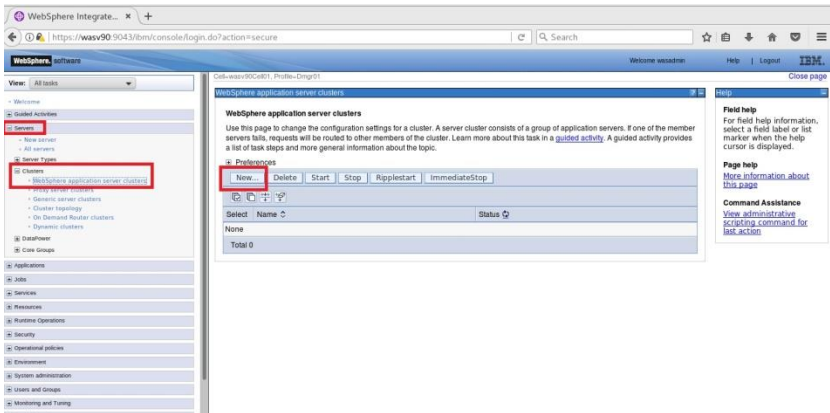 WebSphere Integrate... × +
https://wasv90:9043/ibm/console/login.do?action=secure
Search
WebSphere. software
Welcome wasadmin
Help | Logout
IBM.
View: All tasks
Welcome
Guided Activities
Servers
New server
All servers
Server Types
Clusters
WebSphere application server clusters
Proxy server clusters
Generic server clusters
Cluster topology
On Demand Router clusters
Dynamic clusters
DataPower
Core Groups
Applications
Jobs
Services
Resources
Runtime Operations
Security
Operational policies
Environment
System administration
Users and Groups
Monitoring and Tuning
Cell=wasv90Cell01, Profile=Dmgr01
Close page
WebSphere application server clusters
? –
WebSphere application server clusters
Use this page to change the configuration settings for a cluster. A server cluster consists of a group of application servers. If one of the member
servers fails, requests will be routed to other members of the cluster. Learn more about this task in a guided activity. A guided activity provides
a list of task steps and more general information about the topic.
Preferences
New... Delete Start Stop Ripplestart ImmediateStop
Select Name Status
None
Total 0
Help
Field help
For field help information,
select a field label or list
marker when the help
cursor is displayed.
Page help
More information about
this page
Command Assistance
View administrative
scripting command for
last action